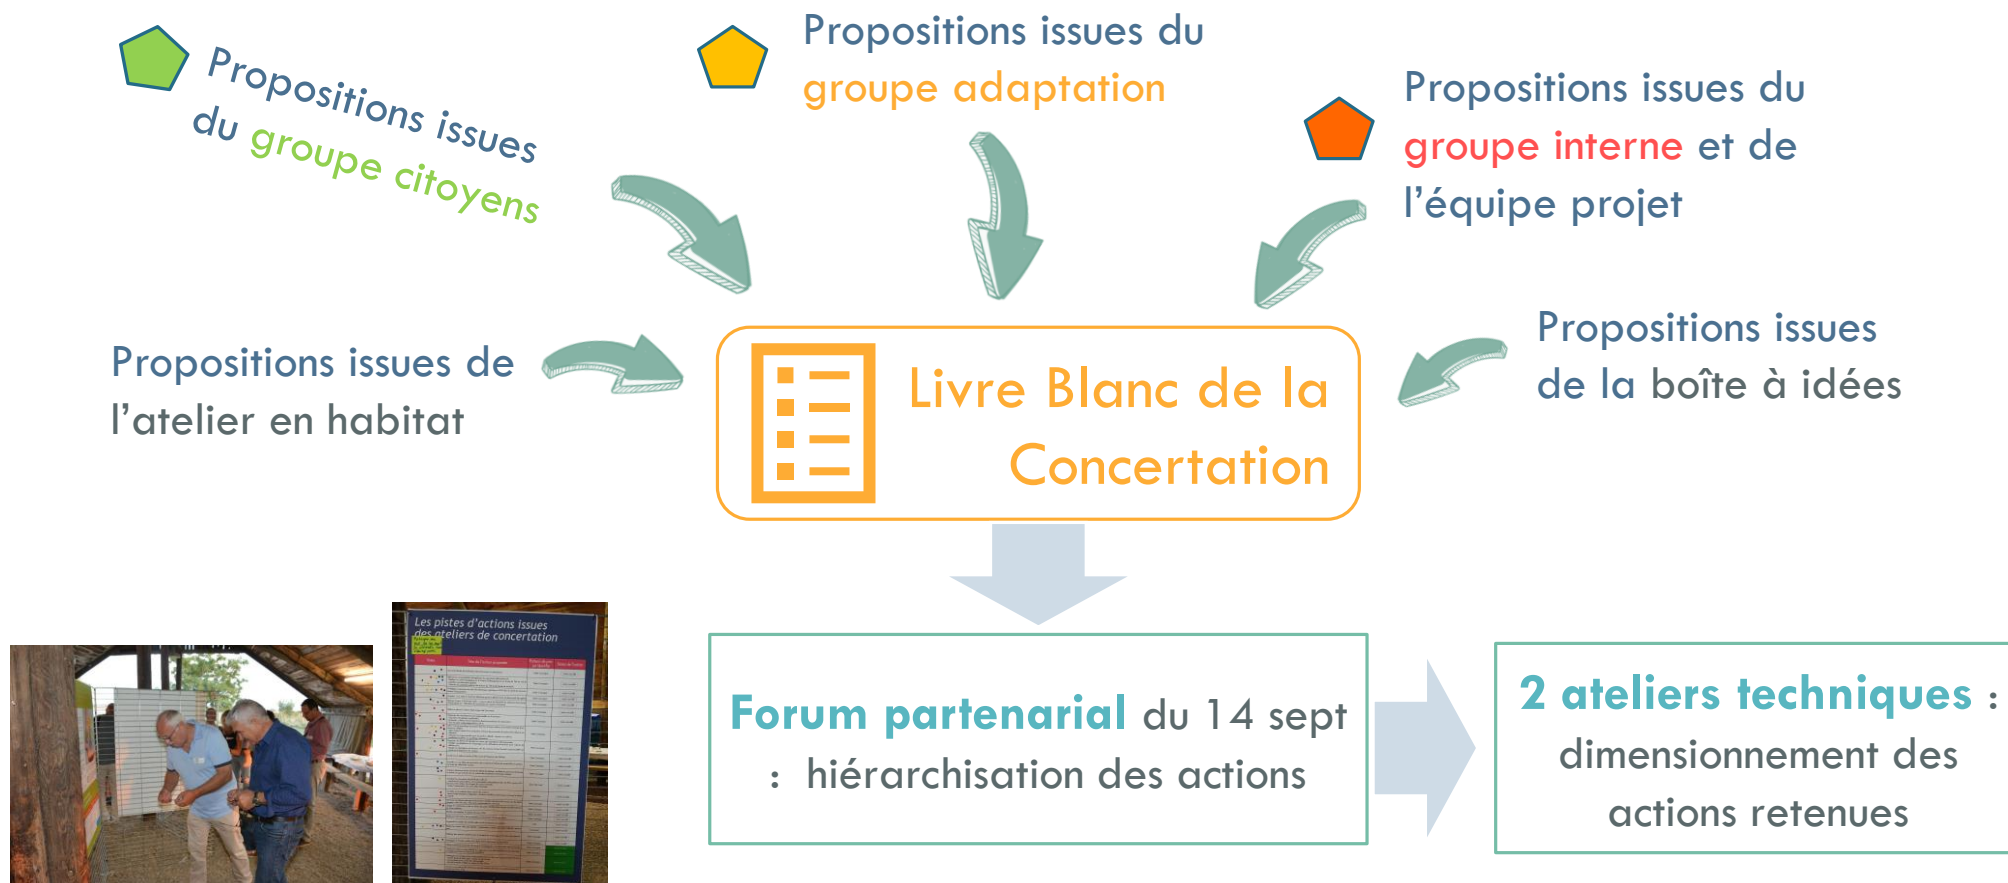 Propositions issues
du groupe citoyens
Propositions issues du
groupe adaptation
Propositions issues du
groupe interne et de
l'équipe projet
Propositions issues de
l'atelier en habitat
Propositions issues
de la boîte à idées
Livre Blanc de la
Concertation
Les pistes d'actions issues
des ateliers de concertation
Forum partenarial du 14 sept
: hiérarchisation des actions
2 ateliers techniques :
dimensionnement des
actions retenues